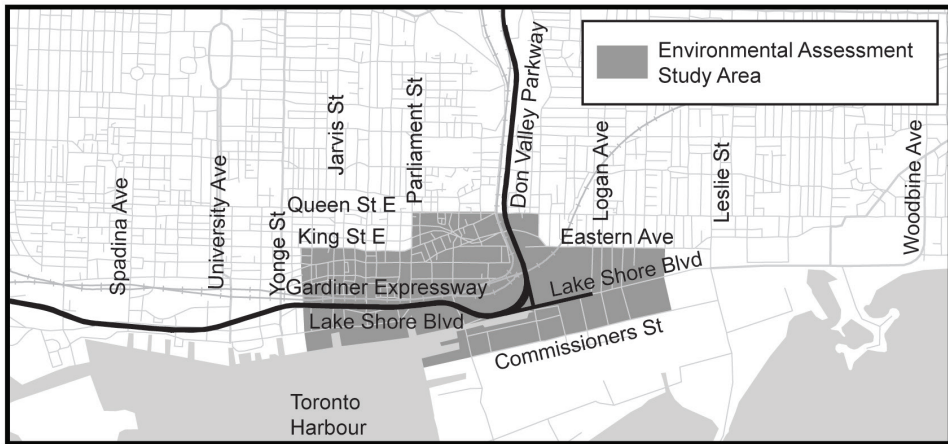 Environmental Assessment
Study Area
Spadina Ave
University Ave
Yonge St
Jarvis St
Parliament St
Don Valley Parkway
Logan Ave
Leslie St
Woodbine Ave
Queen St E
King St E
Eastern Ave
Gardiner Expressway
Lake Shore Blvd
Lake Shore Blvd
Commissioners St
Toronto
Harbour